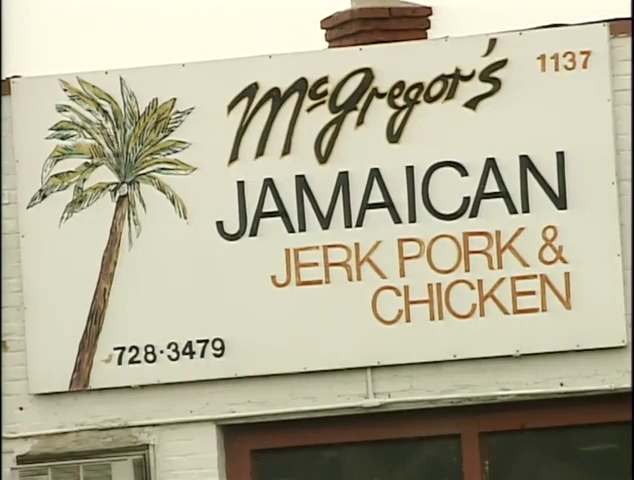 McGregor's
1137
JAMAICAN
JERK PORK &
CHICKEN
728-3479